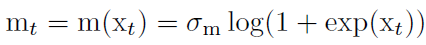 m_t = m(x_t) = σ_m log(1 + exp(x_t))